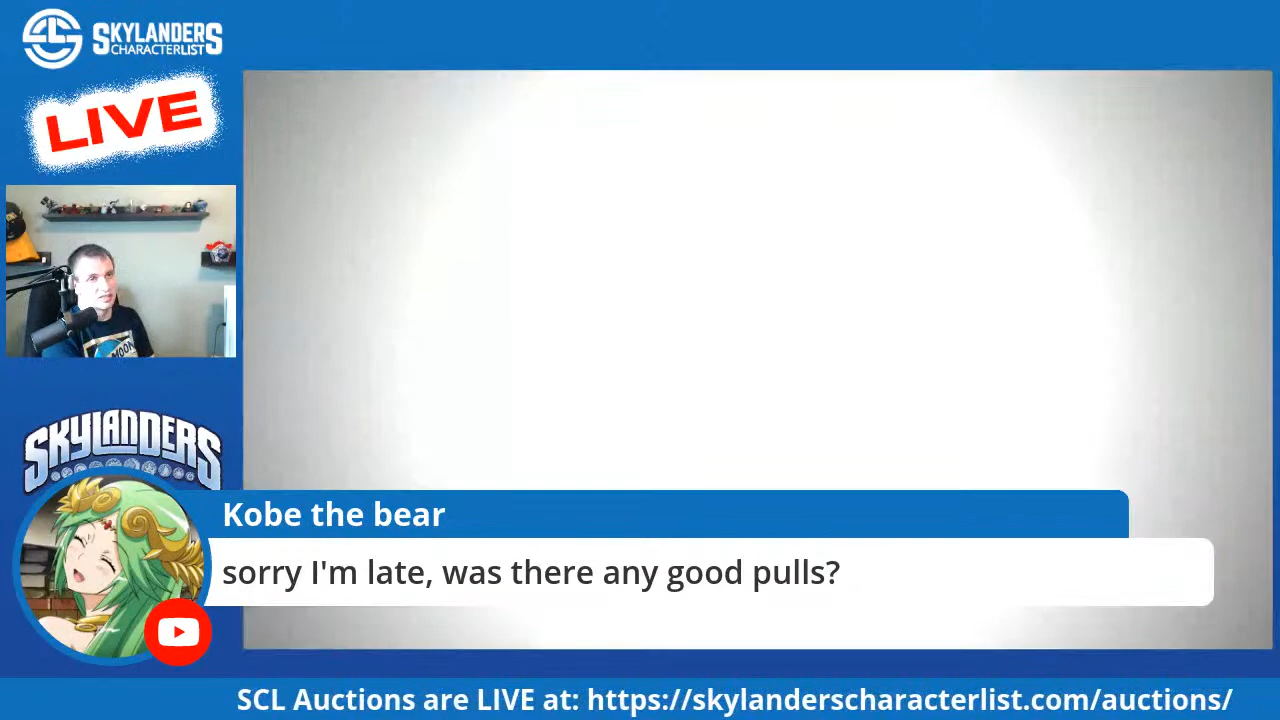 SKYLANDERS
CHARACTERLIST
LIVE
MOON
SKYLANDERS
Kobe the bear
sorry I'm late, was there any good pulls?
SCL Auctions are LIVE at: https://skylanderscharacterlist.com/auctions/